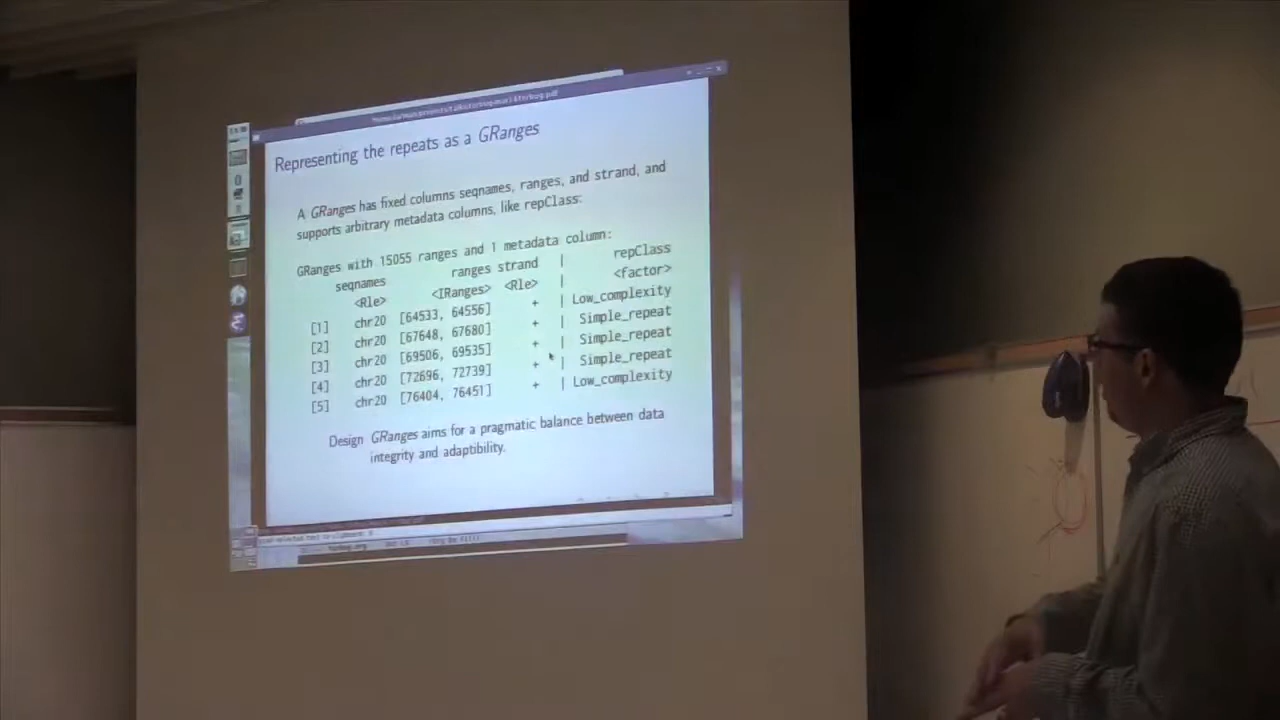 Representing the repeats as a GRanges
A GRanges has fixed columns seqnames, ranges, and strand, and
supports arbitrary metadata columns, like repClass:
GRanges with 15055 ranges and 1 metadata column:
seqnames ranges strand | repClass
<Rle> <IRanges> <Rle> | <factor>
[1] chr20 [64533, 64556] + | Low_complexity
[2] chr20 [67648, 67680] + | Simple_repeat
[3] chr20 [69506, 69535] + | Simple_repeat
[4] chr20 [72696, 72739] + | Simple_repeat
[5] chr20 [76404, 76451] + | Low_complexity
Design GRanges aims for a pragmatic balance between data
integrity and adaptibility.